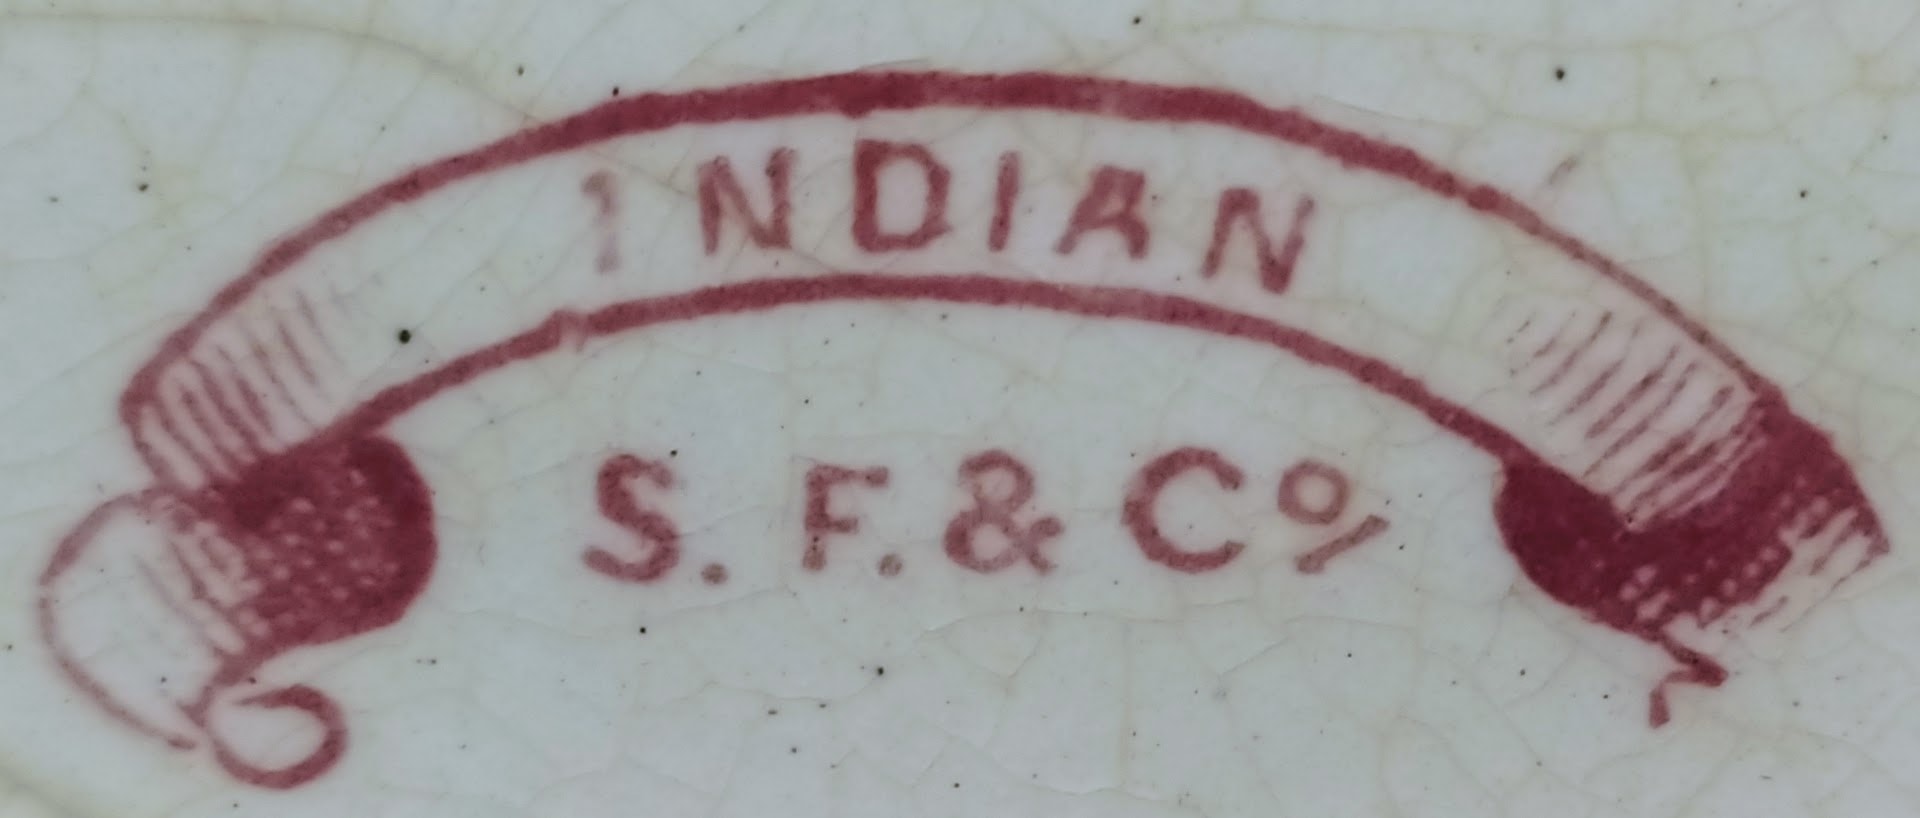 INDIAN
S. F. & Cº/